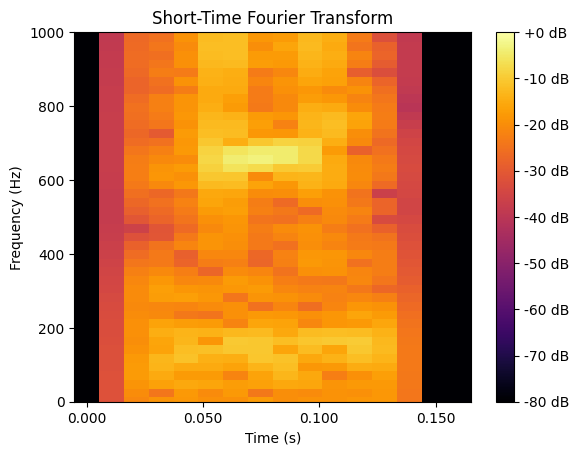 Short-Time Fourier Transform
Frequency (Hz)
1000
800
600
400
200
0
0.000
0.050
0.100
0.150
Time (s)
+0 dB
-10 dB
-20 dB
-30 dB
-40 dB
-50 dB
-60 dB
-70 dB
-80 dB